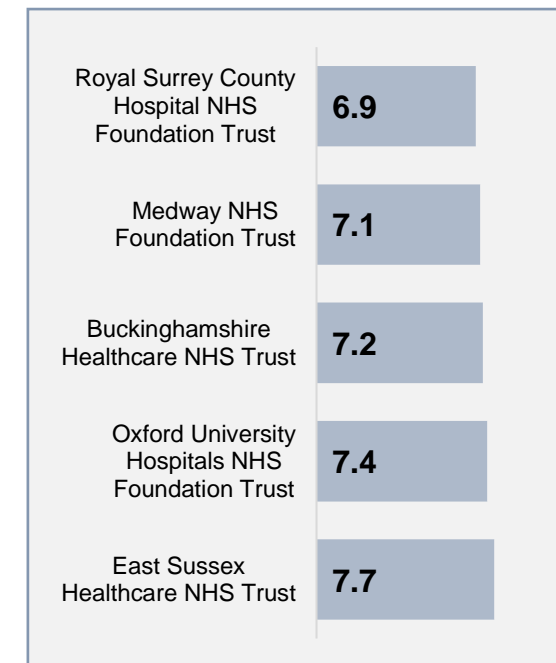 Royal Surrey County
Hospital NHS
Foundation Trust
6.9
Medway NHS
Foundation Trust
7.1
Buckinghamshire
Healthcare NHS Trust
7.2
Oxford University
Hospitals NHS
Foundation Trust
7.4
East Sussex
Healthcare NHS Trust
7.7